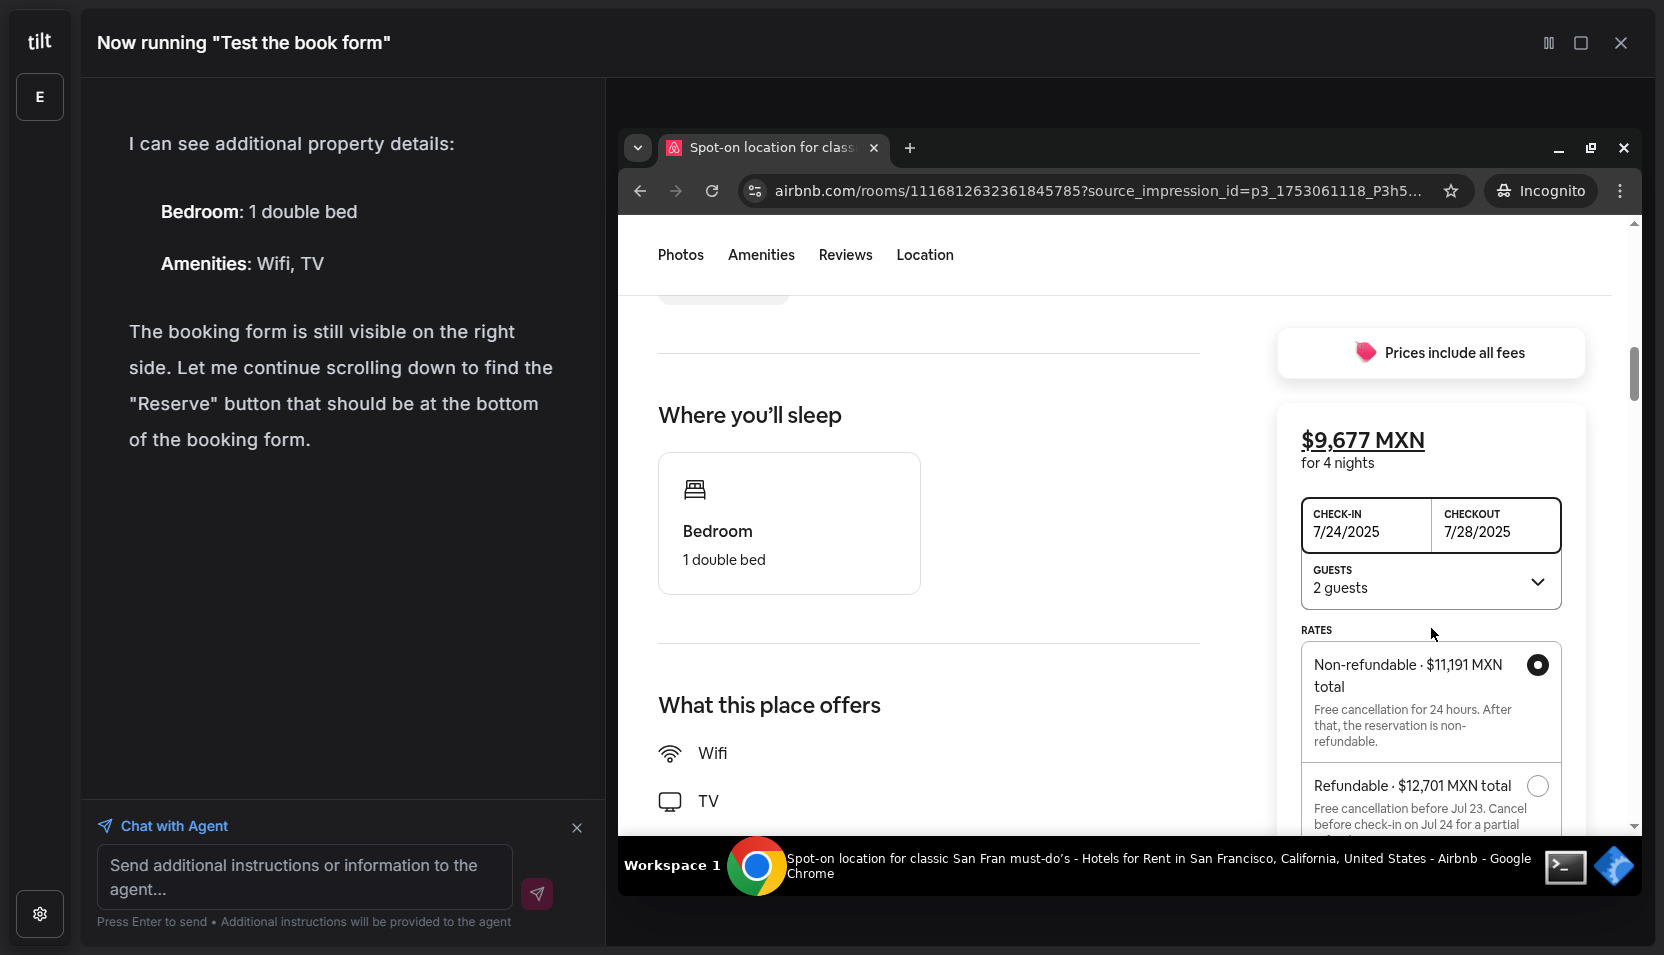 tilt
E
Now running "Test the book form"
I can see additional property details:
Bedroom: 1 double bed
Amenities: Wifi, TV
The booking form is still visible on the right
side. Let me continue scrolling down to find the
"Reserve" button that should be at the bottom
of the booking form.
Chat with Agent
Send additional instructions or information to the
agent...
Press Enter to send • Additional instructions will be provided to the agent
Spot-on location for class
airbnb.com/rooms/1116812632361845785?source_impression_id=p3_1753061118_P3h5...
Incognito
Photos
Amenities
Reviews
Location
Where you'll sleep
Bedroom
1 double bed
What this place offers
Wifi
TV
Prices include all fees
$9,677 MXN
for 4 nights
CHECK-IN
7/24/2025
CHECKOUT
7/28/2025
GUESTS
2 guests
RATES
Non-refundable · $11,191 MXN
total
Free cancellation for 24 hours. After
that, the reservation is non-
refundable.
Refundable · $12,701 MXN total
Free cancellation before Jul 23. Cancel
before check-in on Jul 24 for a partial
Workspace 1
Spot-on location for classic San Fran must-do's - Hotels for Rent in San Francisco, California, United States - Airbnb - Google
Chrome